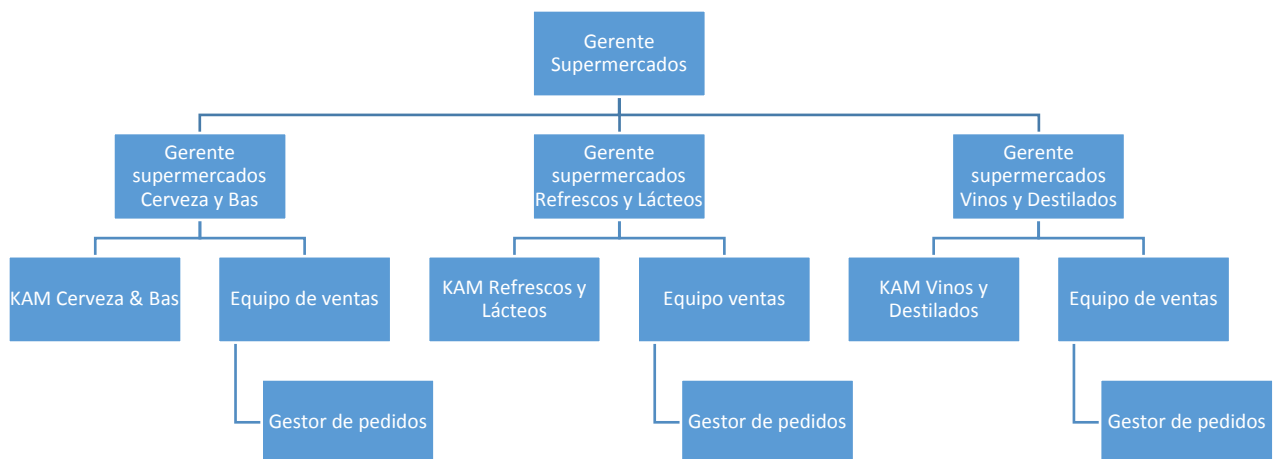 Gerente
Supermercados
Gerente
supermercados
Cerveza y Bas
Gerente
supermercados
Refrescos y Lácteos
Gerente
supermercados
Vinos y Destilados
KAM Cerveza & Bas
Equipo de ventas
KAM Refrescos y
Lácteos
Equipo ventas
KAM Vinos y
Destilados
Equipo de ventas
Gestor de pedidos
Gestor de pedidos
Gestor de pedidos